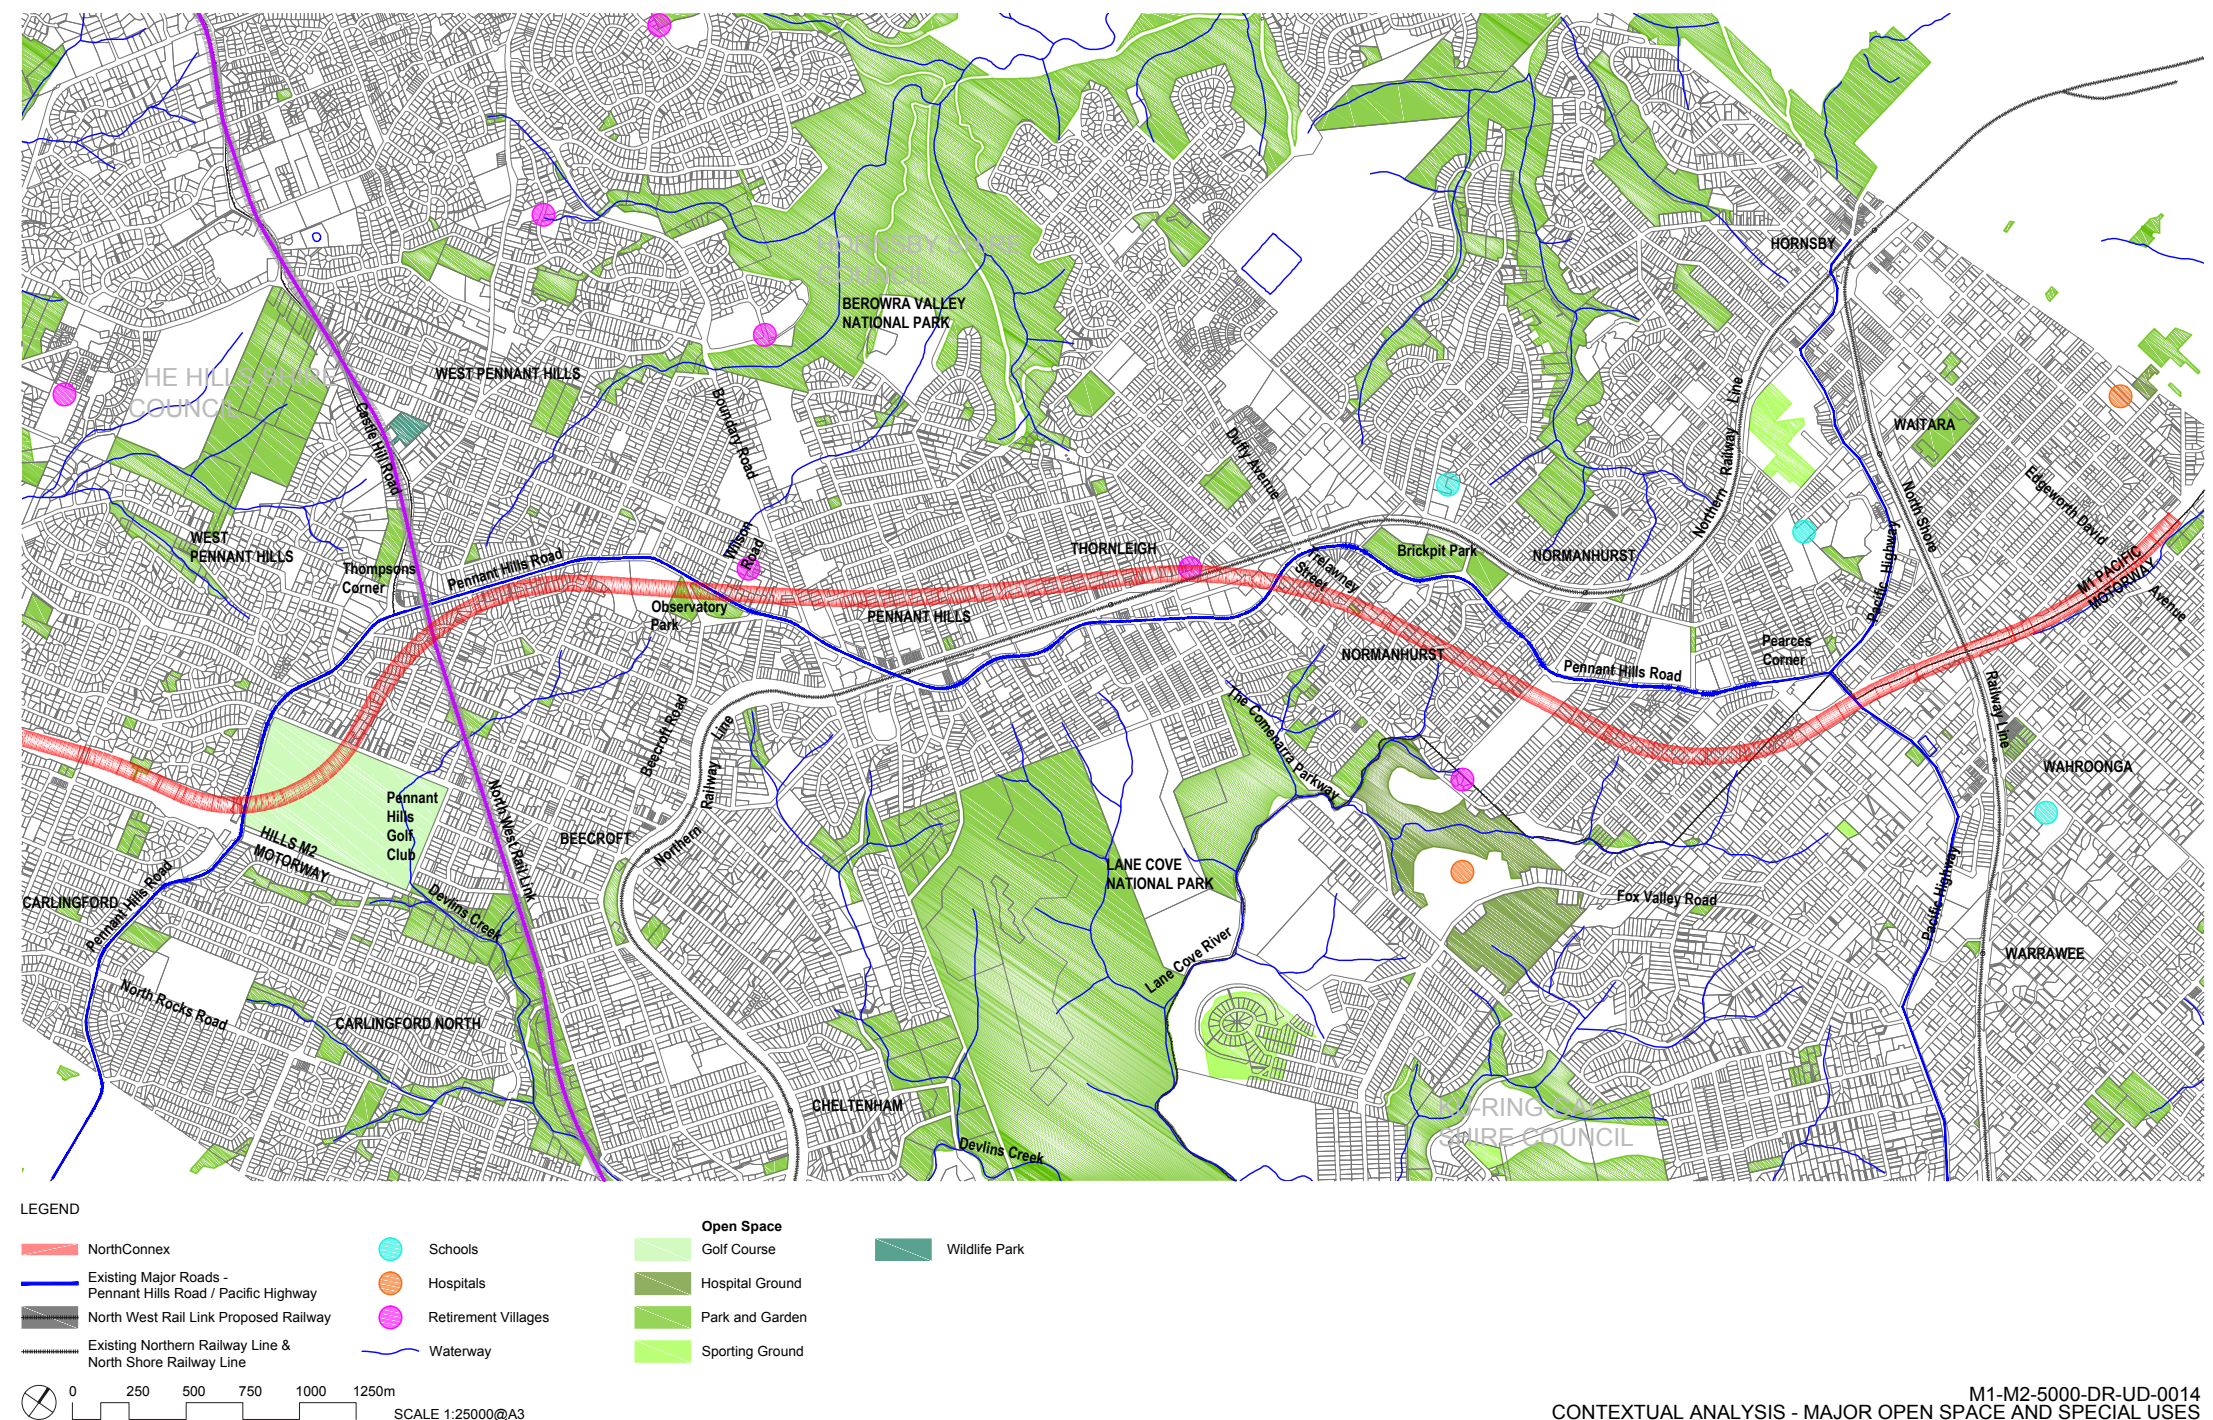 HORNSBY SHIRE
COUNCIL
BEROWRA VALLEY
NATIONAL PARK
HORNSBY
THE HILLS SHIRE
COUNCIL
WEST PENNANT HILLS
Castle Hill Road
Boundary Road
Duffy Avenue
Northern Railway Line
WAITARA
North Shore
Railway Line
Edgeworth David
Avenue
M1 PACIFIC
MOTORWAY
Pacific Highway
WEST
PENNANT HILLS
Thompsons
Corner
Pennant Hills Road
Wilson
Road
THORNLEIGH
Trelawney
Street
Brickpit Park
NORMANHURST
Observatory
Park
PENNANT HILLS
NORMANHURST
Pennant Hills Road
Pearces
Corner
Beecroft Road
Northern
Railway Line
The Comenarra Parkway
WAHROONGA
Pennant
Hills
Golf
Club
HILLS M2
MOTORWAY
North West Rail Link
BEECROFT
LANE COVE
NATIONAL PARK
Fox Valley Road
Pacific Highway
CARLINGFORD
Pennant Hills Road
Devlins Creek
Lane Cove River
WARRAWEE
North Rocks Road
CARLINGFORD NORTH
CHELTENHAM
Devlins Creek
KU-RING-GAI
SHIRE COUNCIL
LEGEND
NorthConnex
Existing Major Roads -
Pennant Hills Road / Pacific Highway
North West Rail Link Proposed Railway
Existing Northern Railway Line &
North Shore Railway Line
Schools
Hospitals
Retirement Villages
Waterway
Open Space
Golf Course
Hospital Ground
Park and Garden
Sporting Ground
Wildlife Park
0 250 500 750 1000 1250m
SCALE 1:25000@A3
M1-M2-5000-DR-UD-0014
CONTEXTUAL ANALYSIS - MAJOR OPEN SPACE AND SPECIAL USES